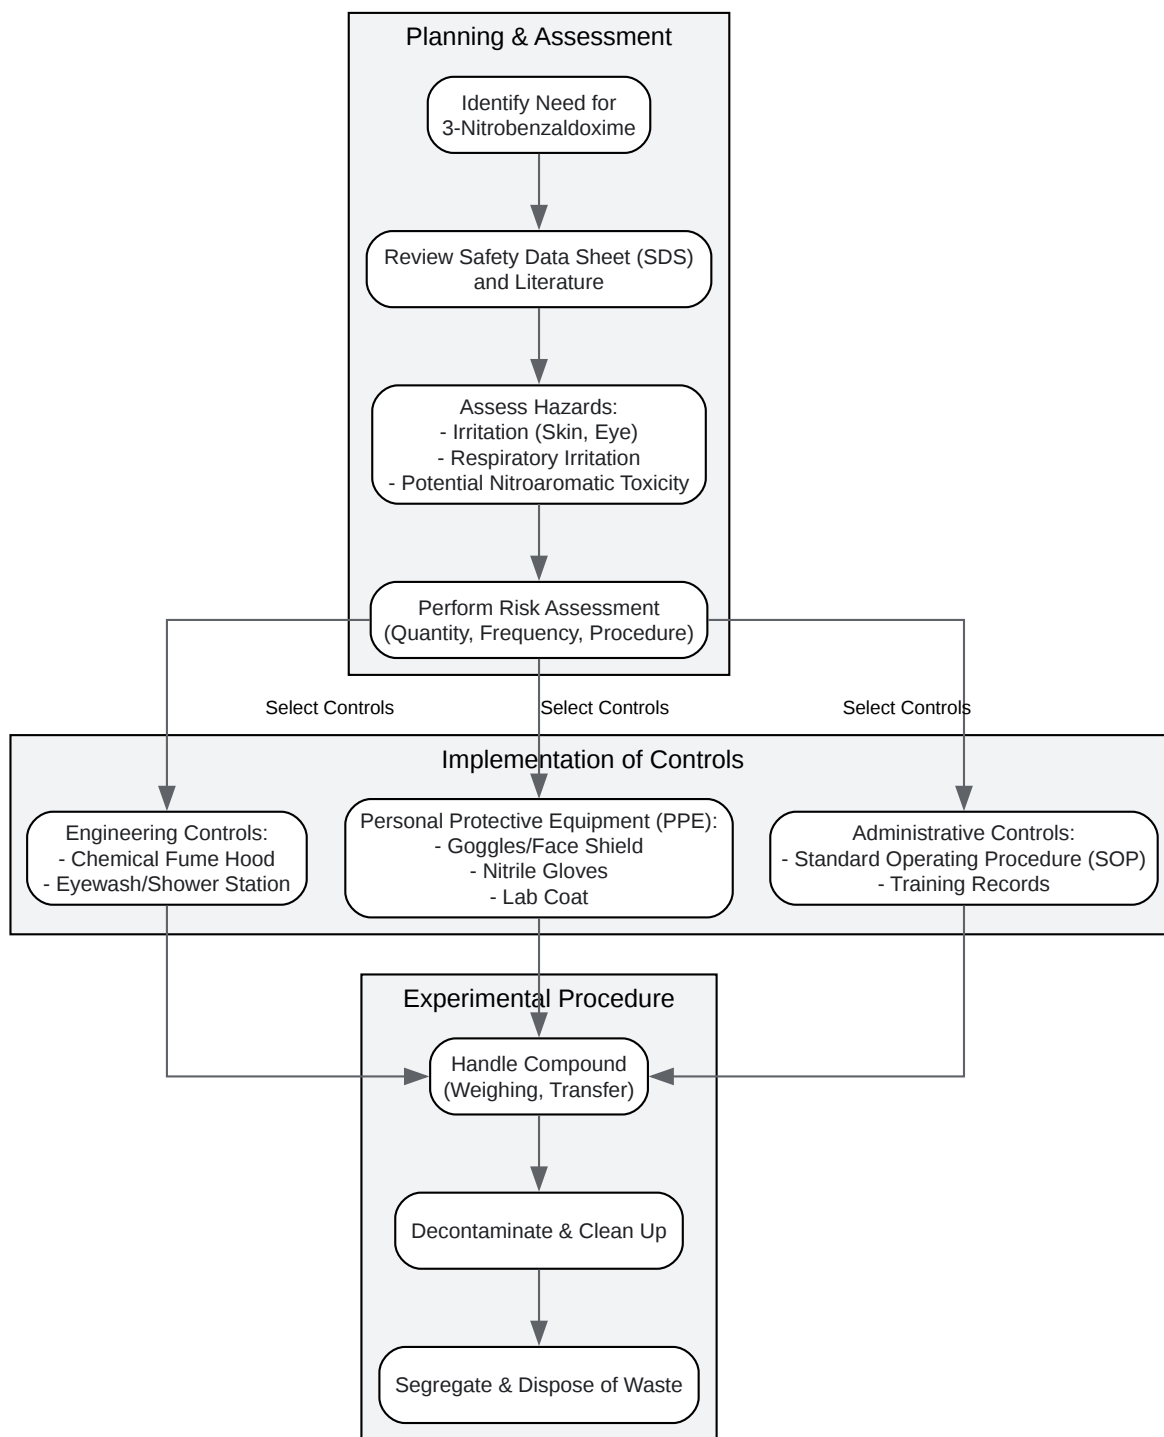 Planning & Assessment
Identify Need for
3-Nitrobenzaldoxime
Review Safety Data Sheet (SDS)
and Literature
Assess Hazards:
- Irritation (Skin, Eye)
- Respiratory Irritation
- Potential Nitroaromatic Toxicity
Perform Risk Assessment
(Quantity, Frequency, Procedure)
Select Controls
Select Controls
Select Controls
Implementation of Controls
Engineering Controls:
- Chemical Fume Hood
- Eyewash/Shower Station
Personal Protective Equipment (PPE):
- Goggles/Face Shield
- Nitrile Gloves
- Lab Coat
Administrative Controls:
- Standard Operating Procedure (SOP)
- Training Records
Experimental Procedure
Handle Compound
(Weighing, Transfer)
Decontaminate & Clean Up
Segregate & Dispose of Waste